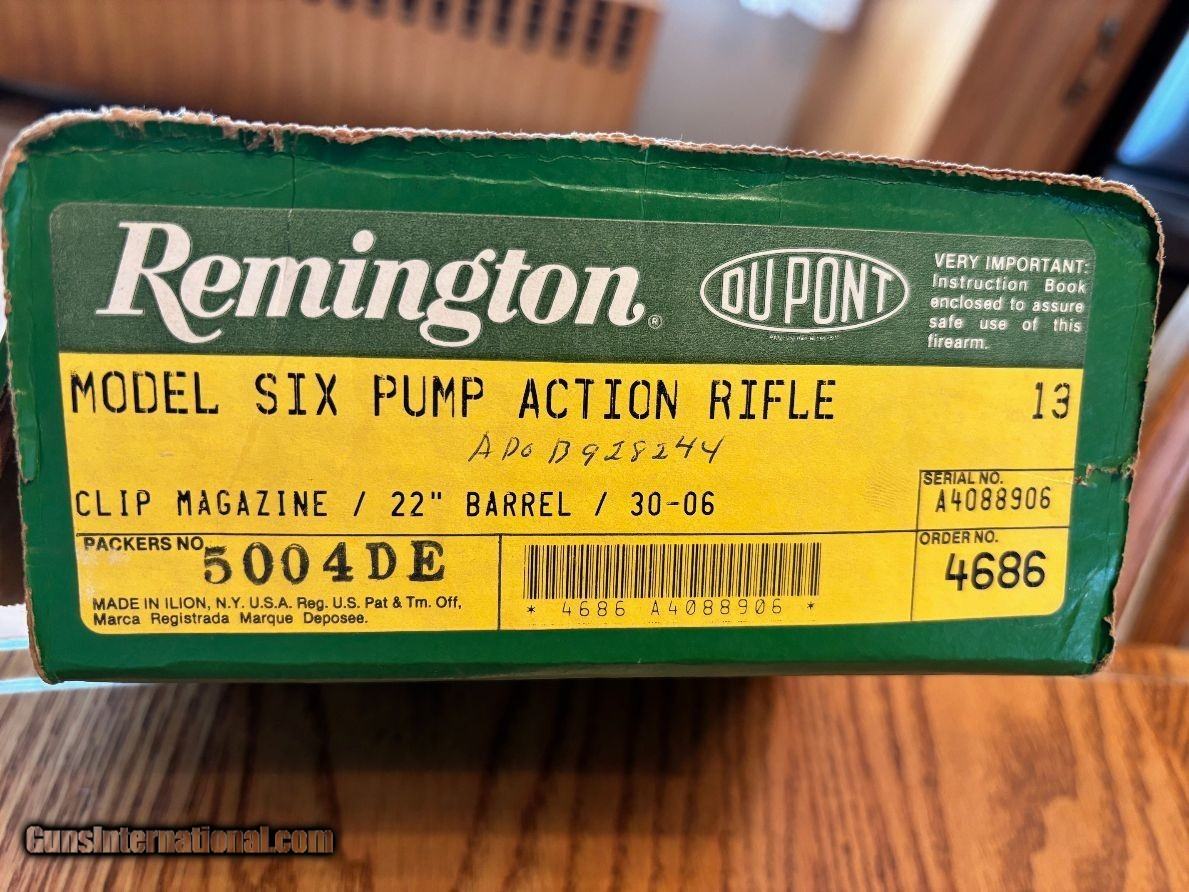 Remington®
DU PONT
VERY IMPORTANT:
Instruction Book
enclosed to assure
safe use of this
firearm.
MODEL SIX PUMP ACTION RIFLE 13
B928244
CLIP MAGAZINE / 22" BARREL / 30-06
SERIAL NO.
A4088906
PACKERS NO.
5004DE
MADE IN ILION, N.Y. U.S.A. Reg. U.S. Pat & Tm. Off,
Marca Registrada Marque Deposee.
* 4686 A4088906 *
ORDER NO.
4686
GunsInternational.com